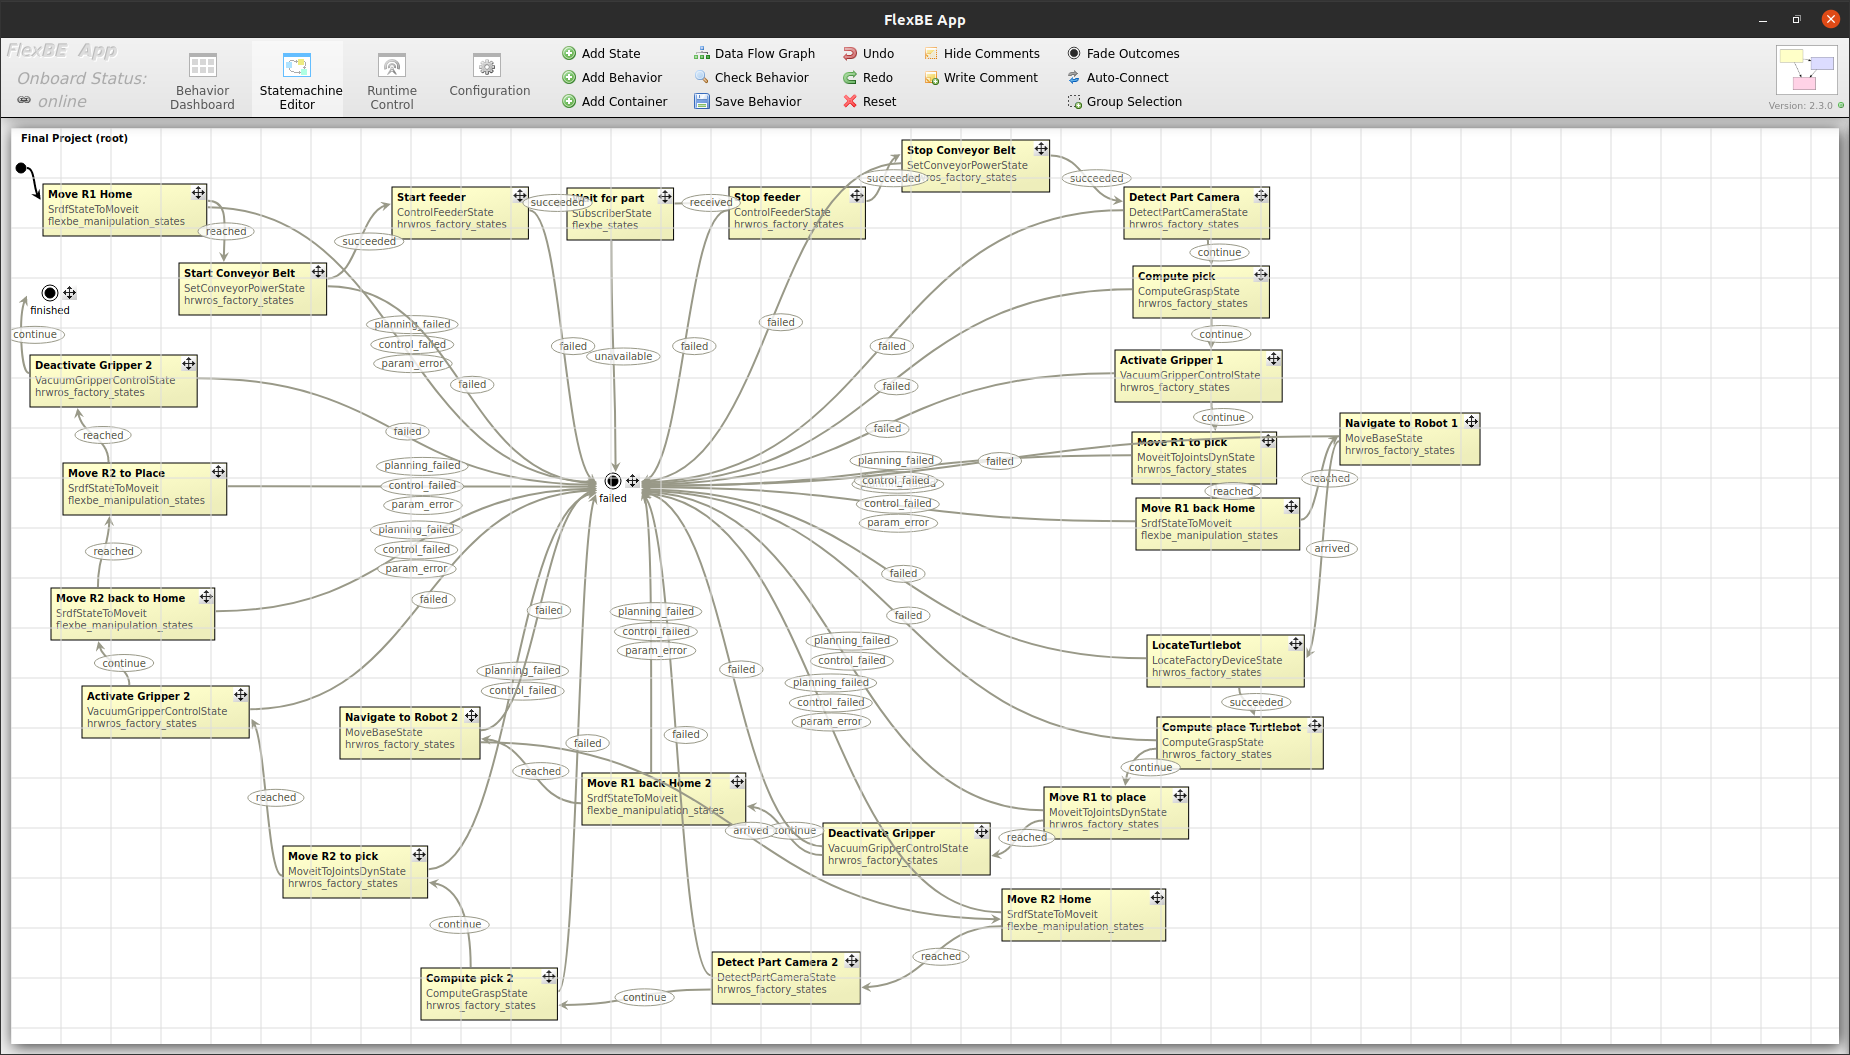 FlexBE App
FlexBE App
Onboard Status:
online
Behavior
Dashboard
Statemachine
Editor
Runtime
Control
Configuration
Add State
Add Behavior
Add Container
Data Flow Graph
Check Behavior
Save Behavior
Undo
Redo
Reset
Hide Comments
Write Comment
Fade Outcomes
Auto-Connect
Group Selection
Version: 2.3.0
Final Project (root)
Move R1 Home
SrdfStateToMoveit
flexbe_manipulation_states
reached
Start Conveyor Belt
SetConveyorPowerState
hrwros_factory_states
succeeded
Start feeder
ControlFeederState
hrwros_factory_states
succeeded
Wait for part
SubscriberState
flexbe_states
received
Stop feeder
ControlFeederState
hrwros_factory_states
succeeded
Stop Conveyor Belt
SetConveyorPowerState
hrwros_factory_states
succeeded
Detect Part Camera
DetectPartCameraState
hrwros_factory_states
continue
Compute pick
ComputeGraspState
hrwros_factory_states
continue
Activate Gripper 1
VacuumGripperControlState
hrwros_factory_states
continue
Move R1 to pick
MoveitToJointsDynState
hrwros_factory_states
reached
Move R1 back Home
SrdfStateToMoveit
flexbe_manipulation_states
reached
Navigate to Robot 1
MoveBaseState
hrwros_factory_states
arrived
LocateTurtlebot
LocateFactoryDeviceState
hrwros_factory_states
succeeded
Compute place Turtlebot
ComputeGraspState
hrwros_factory_states
continue
Move R1 to place
MoveitToJointsDynState
hrwros_factory_states
reached
Deactivate Gripper
VacuumGripperControlState
hrwros_factory_states
continue
Move R1 back Home 2
SrdfStateToMoveit
flexbe_manipulation_states
reached
Navigate to Robot 2
MoveBaseState
hrwros_factory_states
arrived
Move R2 Home
SrdfStateToMoveit
flexbe_manipulation_states
reached
Detect Part Camera 2
DetectPartCameraState
hrwros_factory_states
continue
Compute pick 2
ComputeGraspState
hrwros_factory_states
continue
Move R2 to pick
MoveitToJointsDynState
hrwros_factory_states
reached
Activate Gripper 2
VacuumGripperControlState
hrwros_factory_states
continue
Move R2 back to Home
SrdfStateToMoveit
flexbe_manipulation_states
reached
Move R2 to Place
SrdfStateToMoveit
flexbe_manipulation_states
reached
Deactivate Gripper 2
VacuumGripperControlState
hrwros_factory_states
continue
finished
planning_failed
control_failed
param_error
failed
failed
unavailable
failed
failed
failed
failed
failed
failed
planning_failed
control_failed
control_failed
param_error
failed
failed
planning_failed
control_failed
param_error
planning_failed
control_failed
param_error
failed
failed
planning_failed
control_failed
failed
planning_failed
control_failed
param_error
failed
failed
failed
failed
planning_failed
control_failed
planning_failed
control_failed
param_error
failed